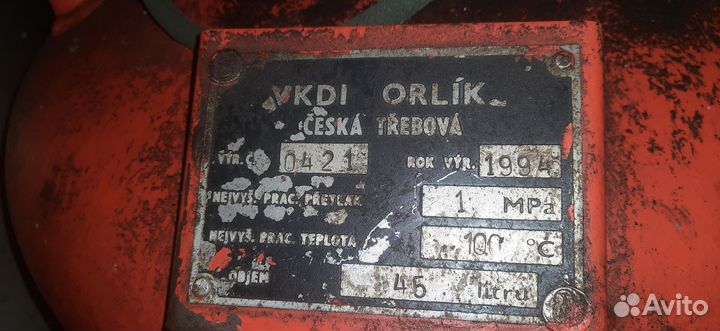 VKDI ORLÍK
ČESKÁ TŘEBOVÁ
VÝR. Č. 0421 ROK VÝR. 1994
NEJVYŠ. PRAC. PŘETLAK 1 MPa
NEJVYŠ. PRAC. TEPLOTA 100 °C
OBJEM 45 litrů
Avito